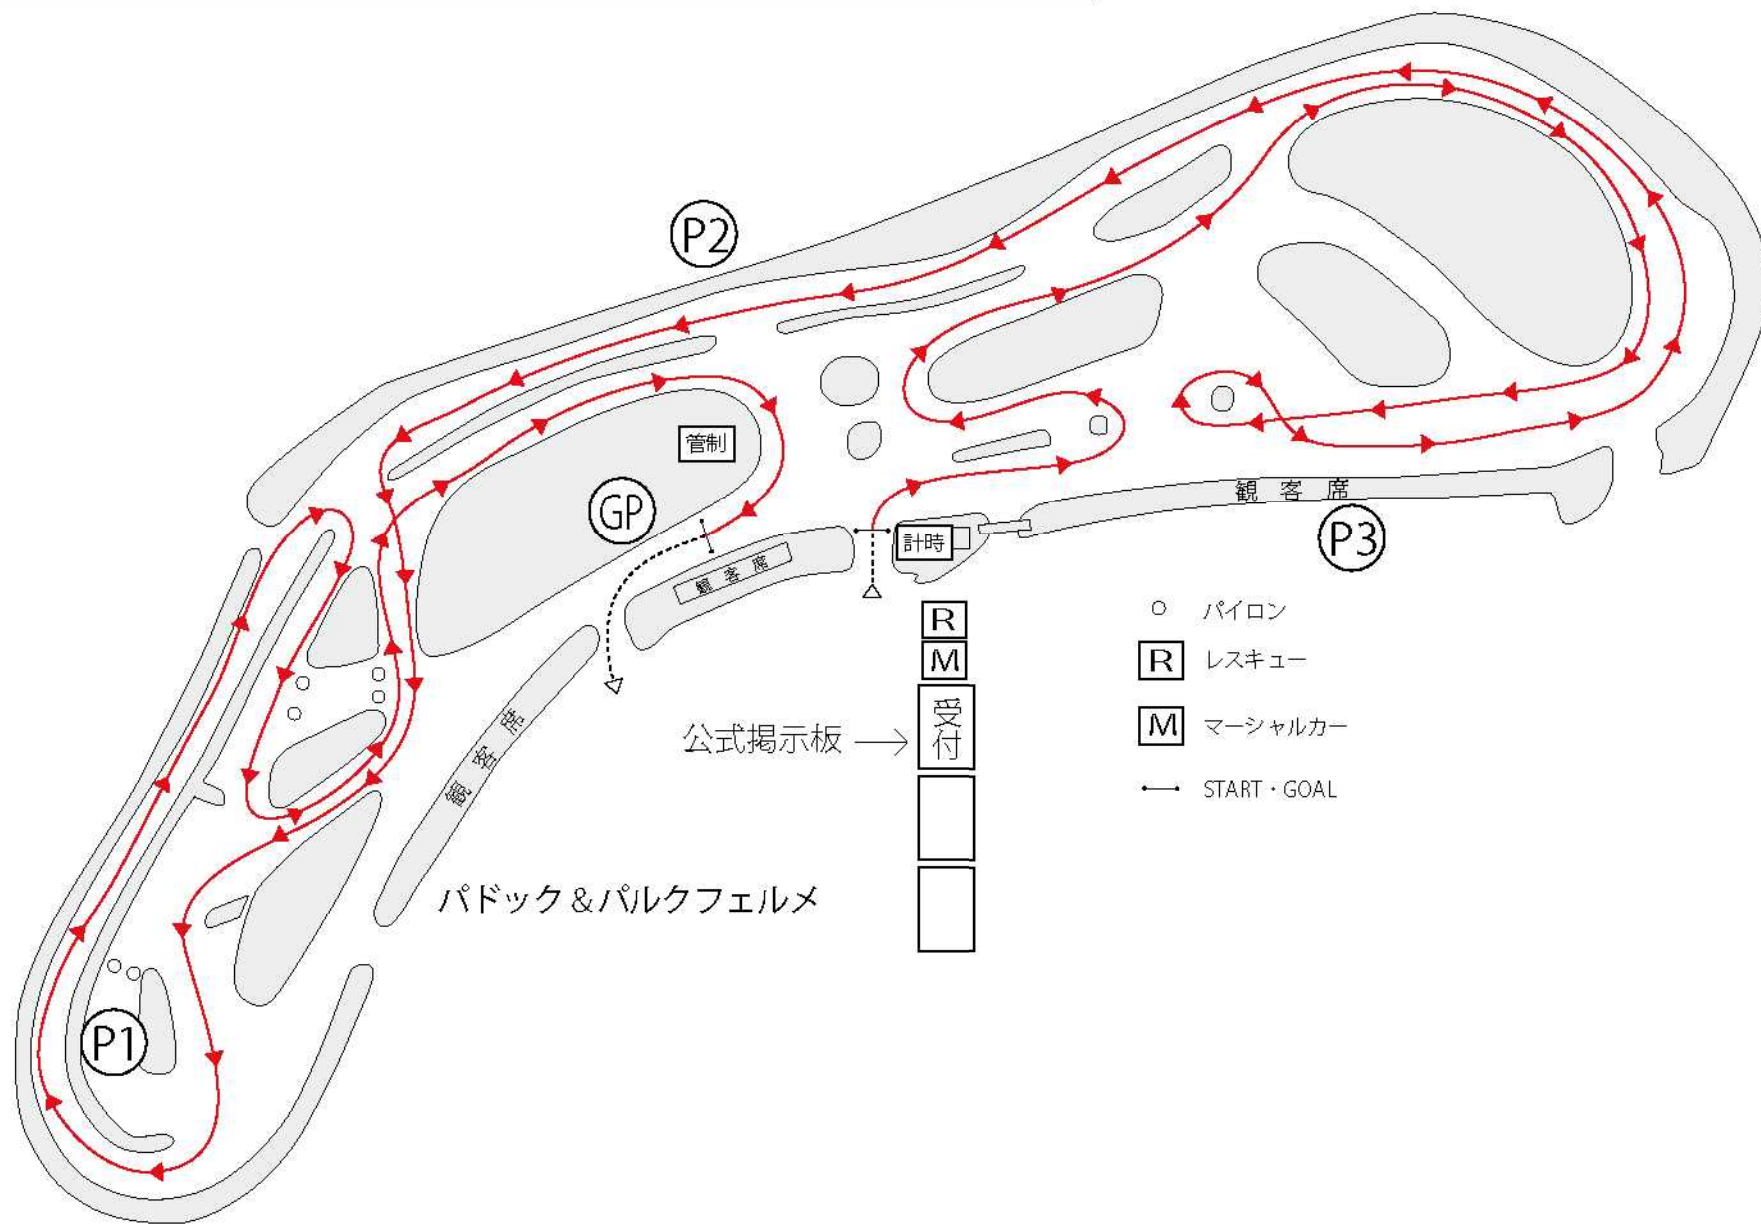 P2
管制
GP
観客席
P3
計時
観客席
R
M
受付
公式掲示板
観客席
パドック&パルクフェルメ
P1
パイロン
R レスキュー
M マーシャルカー
START・GOAL